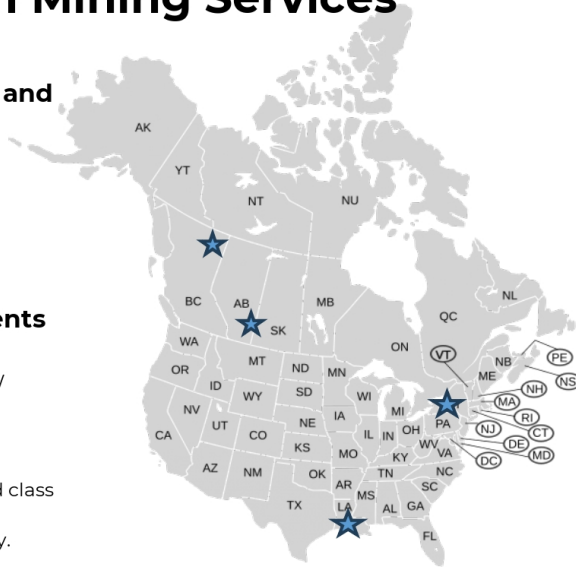 n Mining Services
and
ents
d class
y.
AK
YT
NT
NU
BC
AB
SK
MB
ON
QC
NL
PE
NB
NS
ME
VT
NH
MA
RI
CT
NJ
DE
MD
DC
WA
OR
ID
MT
WY
ND
SD
MN
WI
MI
NV
UT
CO
NE
IA
IL
IN
OH
PA
WV
VA
CA
AZ
NM
KS
MO
KY
OK
TN
NC
AR
MS
SC
TX
LA
AL
GA
FL